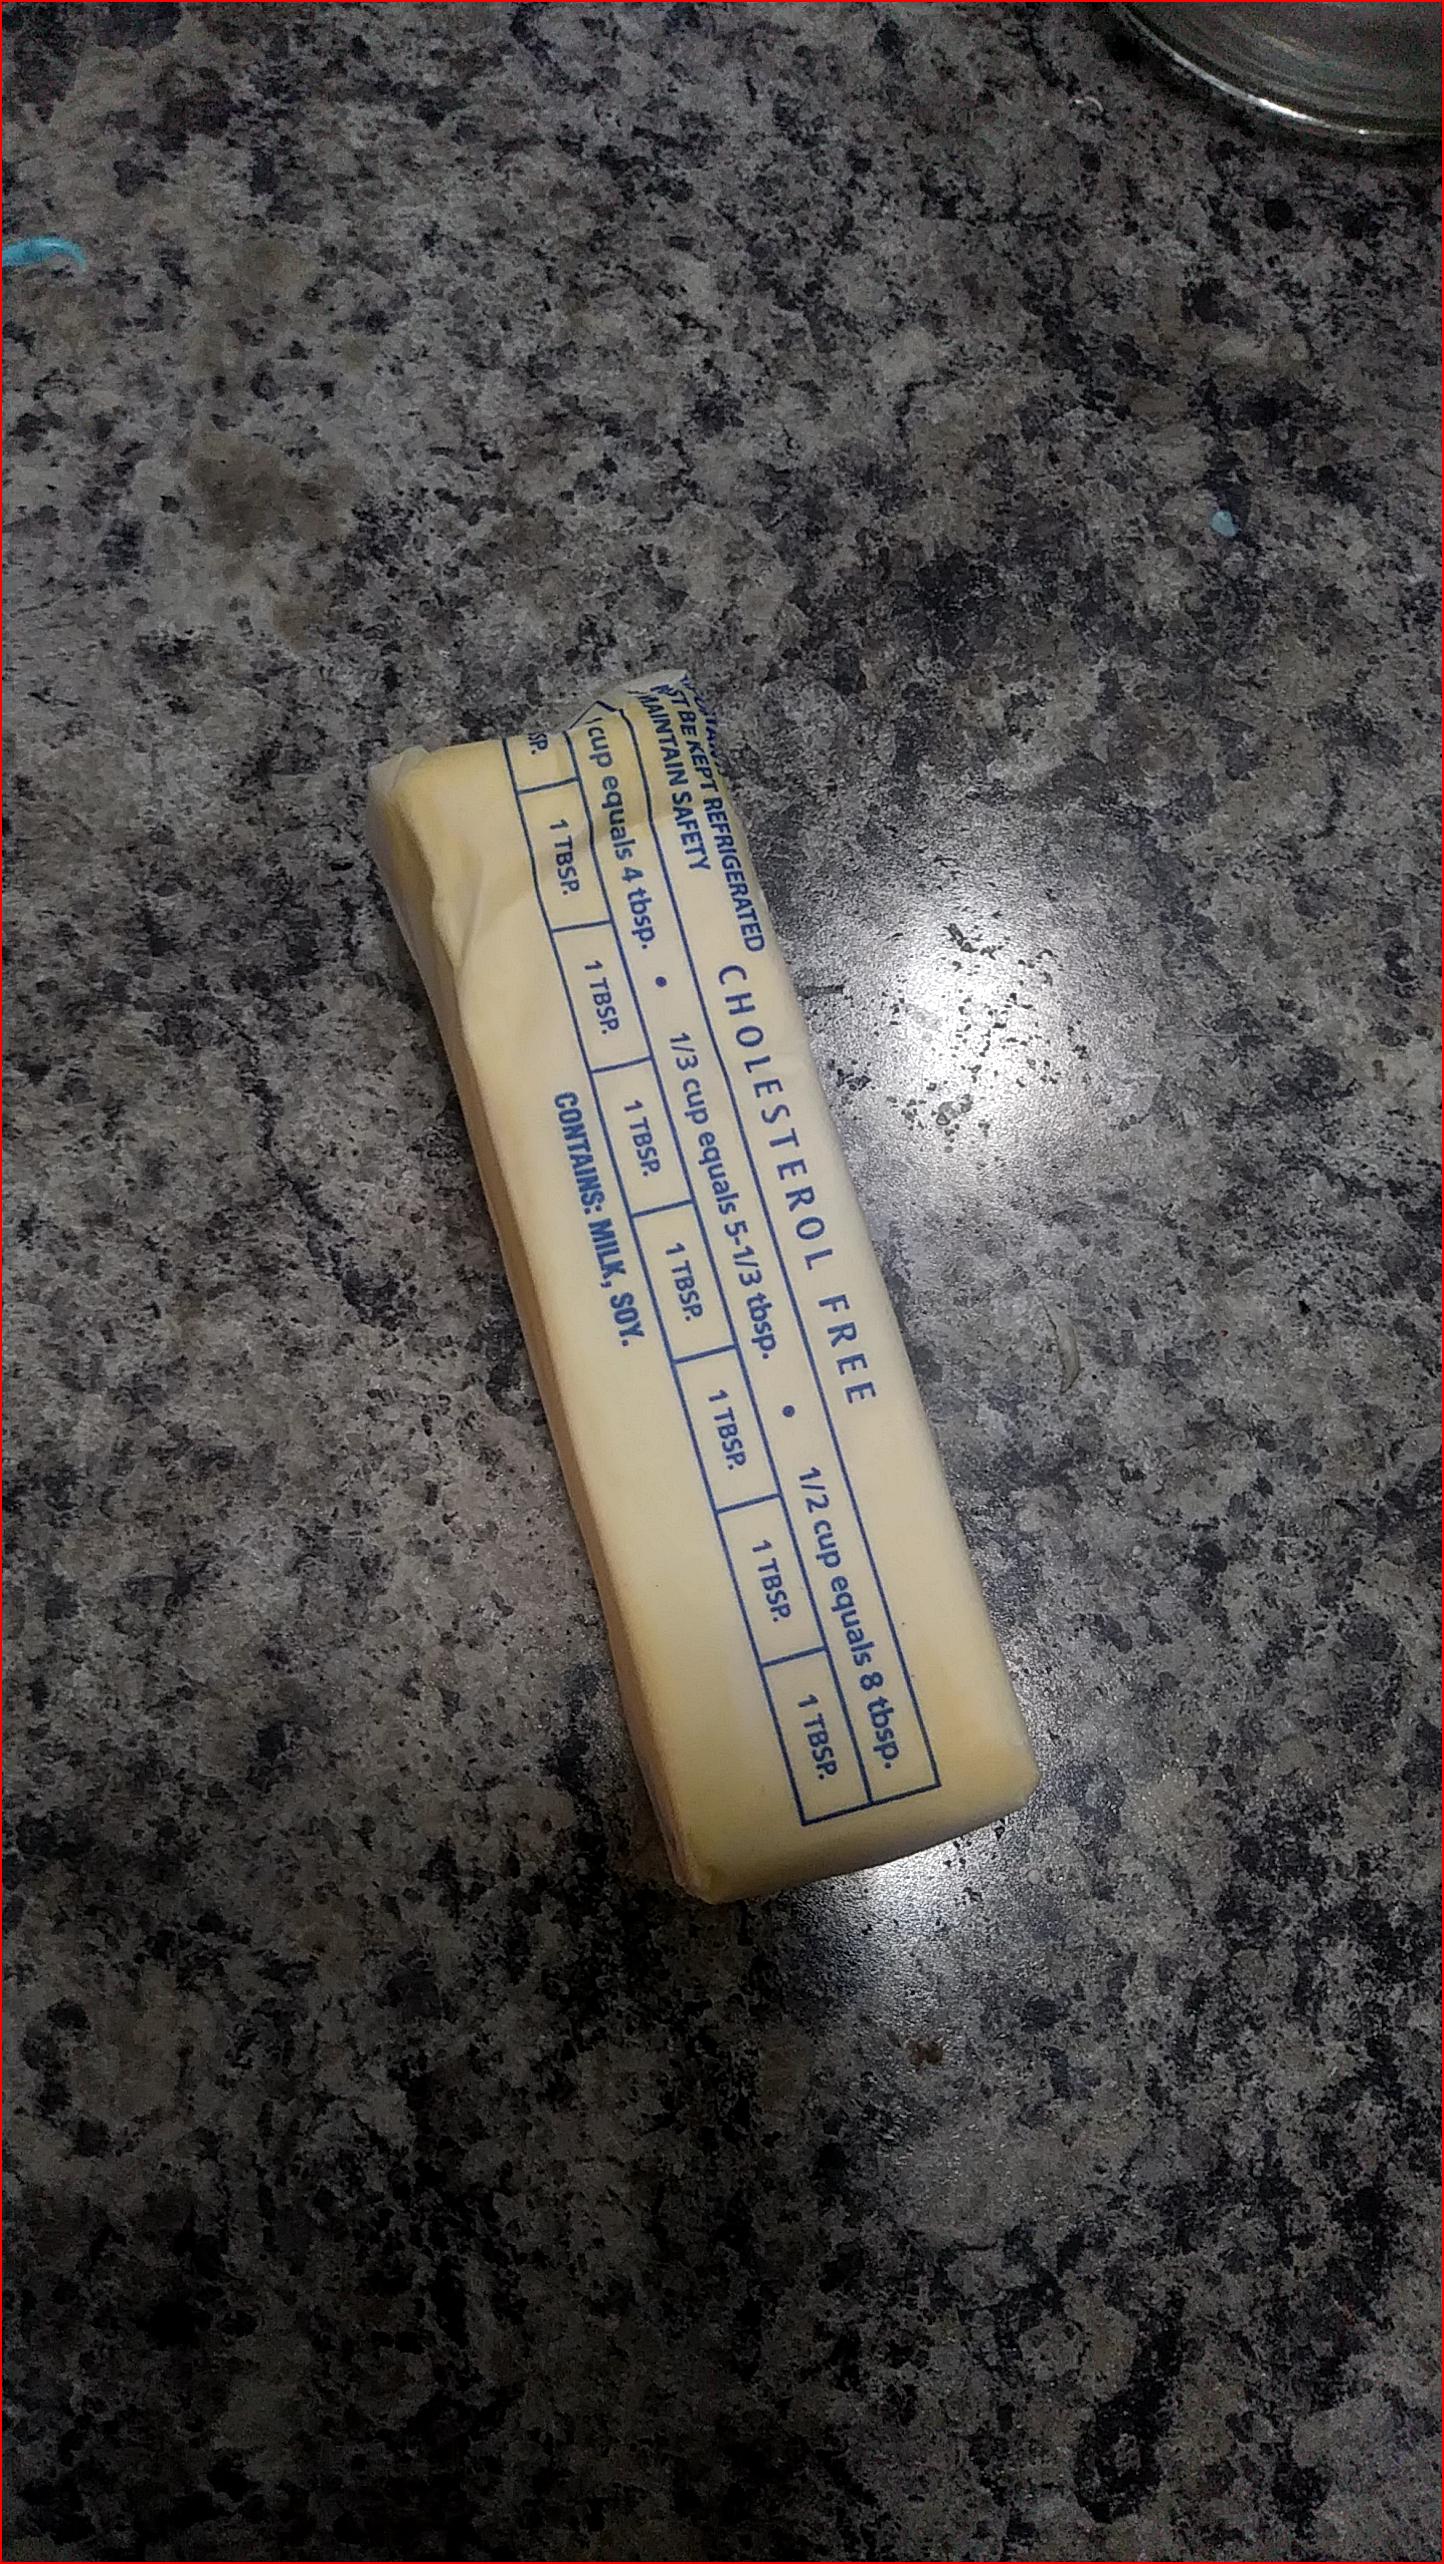 BE KEPT REFRIGERATED
MAINTAIN SAFETY
CHOLESTEROL FREE
cup equals 4 tbsp. • 1/3 cup equals 5-1/3 tbsp. • 1/2 cup equals 8 tbsp.
1 TBSP. 1 TBSP. 1 TBSP. 1 TBSP. 1 TBSP. 1 TBSP. 1 TBSP.
CONTAINS: MILK, SOY.